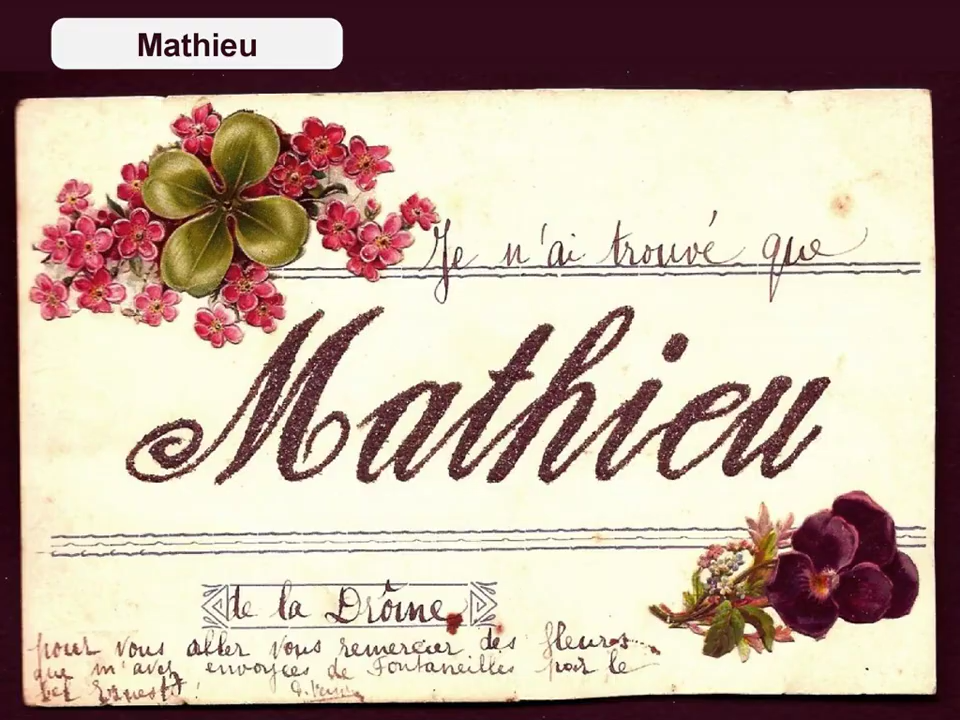 Mathieu
Je n'ai trouvé que
Mathieu
de la Drôme
pour vous aller vous remercier des fleurs
que m'avez envoyées de Fontaneilles par le
Ernest !